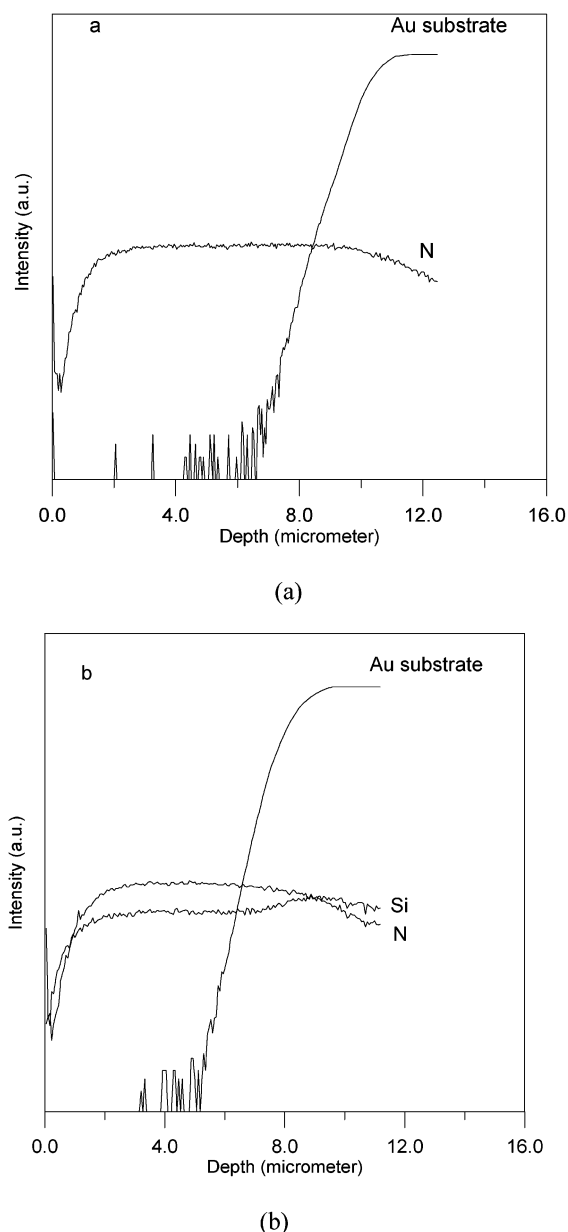 a
Au substrate
Intensity (a.u.)
N
0.0 4.0 8.0 12.0 16.0
Depth (micrometer)
(a)
b
Au substrate
Intensity (a.u.)
Si
N
0.0 4.0 8.0 12.0 16.0
Depth (micrometer)
(b)